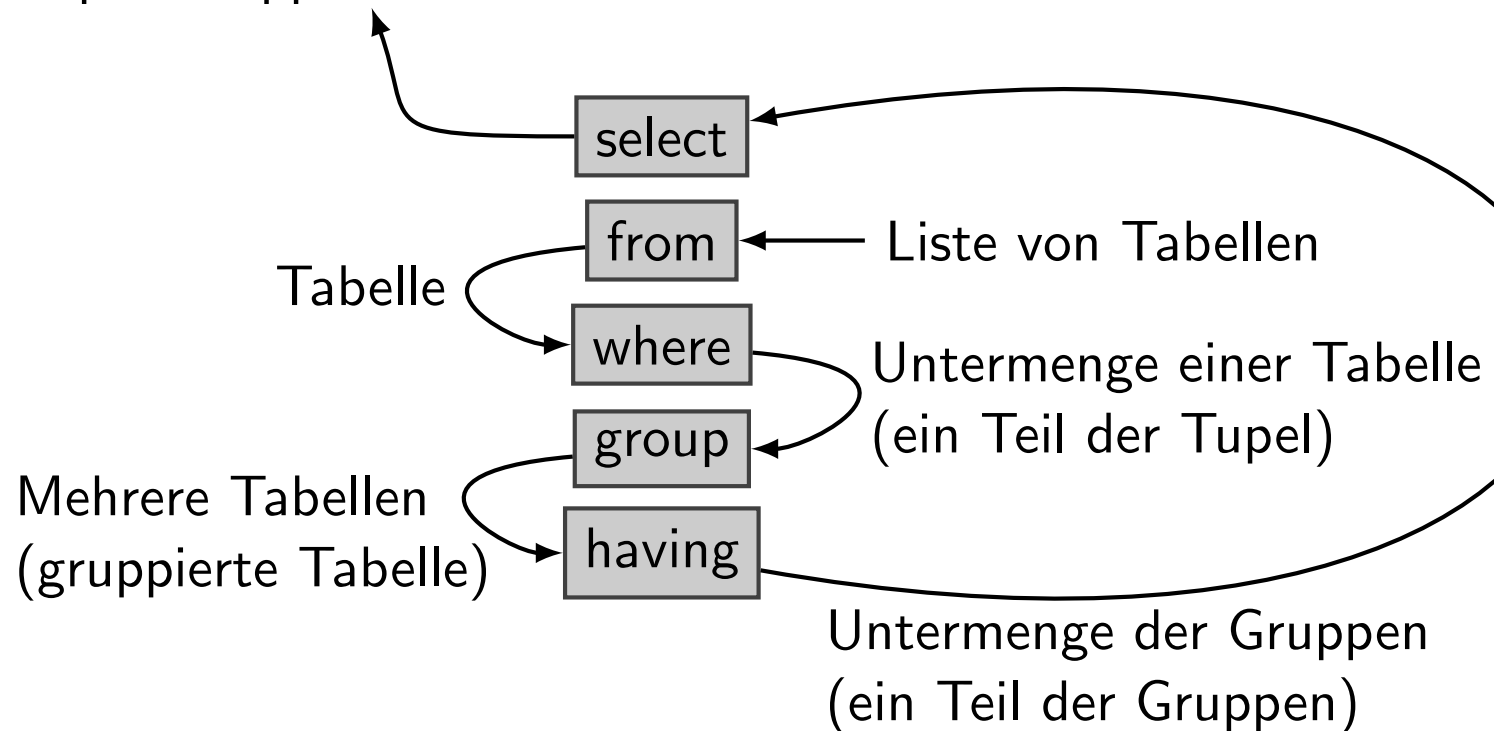 select
from
Liste von Tabellen
Tabelle
where
Untermenge einer Tabelle
(ein Teil der Tupel)
group
Mehrere Tabellen
(gruppierte Tabelle)
having
Untermenge der Gruppen
(ein Teil der Gruppen)